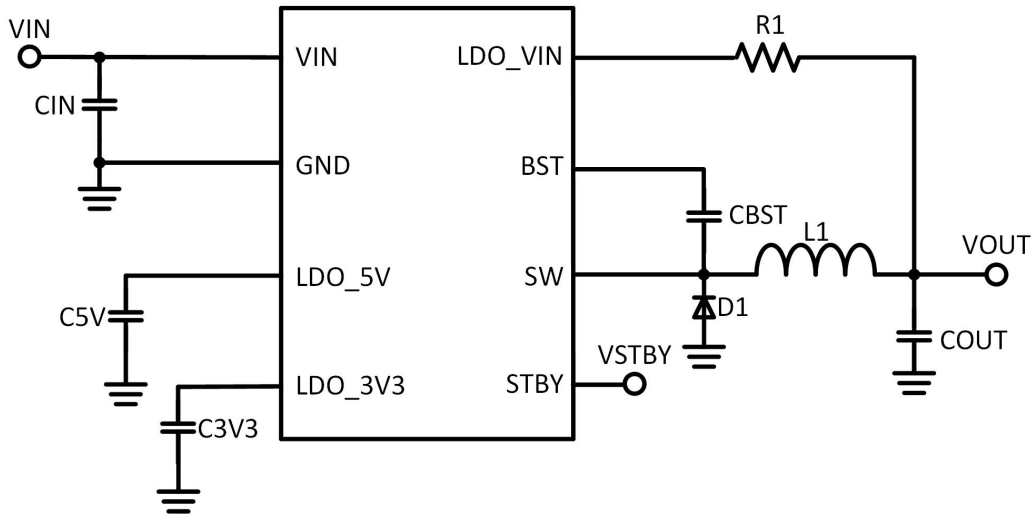 VIN
CIN
VIN
GND
LDO_5V
LDO_3V3
C5V
C3V3
LDO_VIN
BST
SW
STBY
R1
CBST
L1
D1
VSTBY
VOUT
COUT